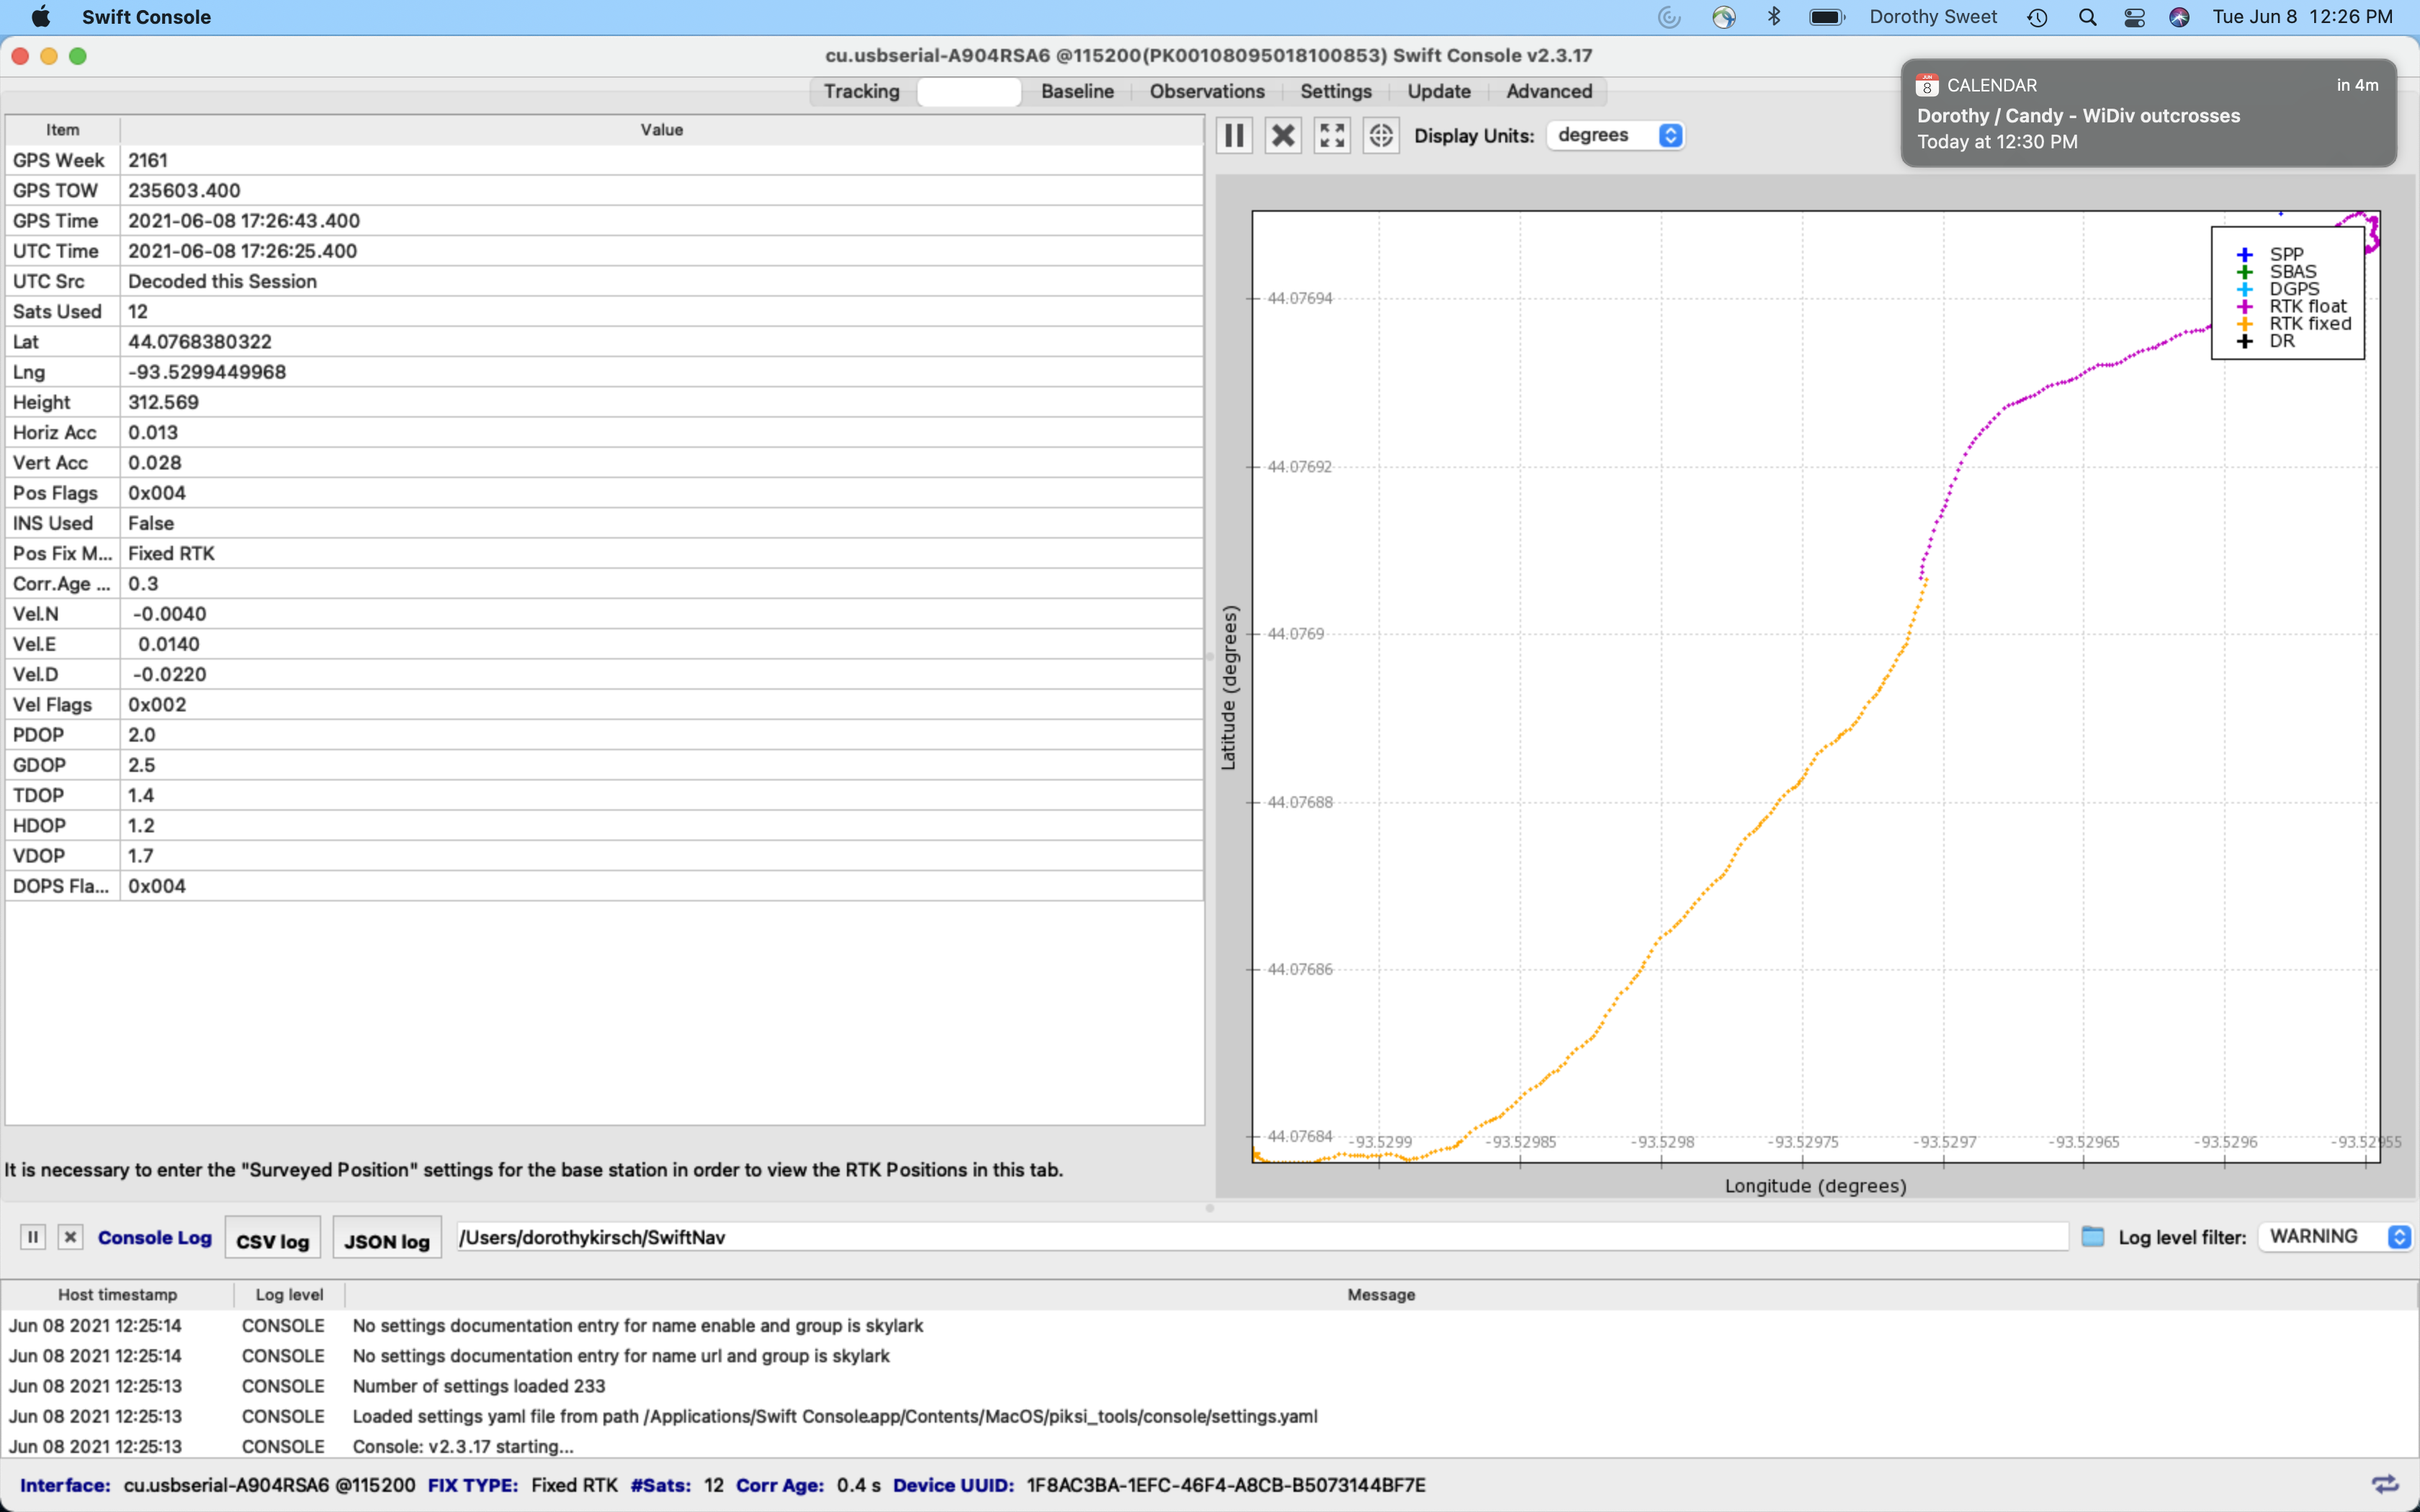 Swift Console
Dorothy Sweet
Tue Jun 8 12:26 PM
cu.usbserial-A904RSA6 @115200(PK00108095018100853) Swift Console v2.3.17
Tracking Baseline Observations Settings Update Advanced
JUN
8
CALENDAR in 4m
Dorothy / Candy - WiDiv outcrosses
Today at 12:30 PM
Item Value
GPS Week 2161
GPS TOW 235603.400
GPS Time 2021-06-08 17:26:43.400
UTC Time 2021-06-08 17:26:25.400
UTC Src Decoded this Session
Sats Used 12
Lat 44.0768380322
Lng -93.5299449968
Height 312.569
Horiz Acc 0.013
Vert Acc 0.028
Pos Flags 0x004
INS Used False
Pos Fix M... Fixed RTK
Corr.Age ... 0.3
Vel.N -0.0040
Vel.E 0.0140
Vel.D -0.0220
Vel Flags 0x002
PDOP 2.0
GDOP 2.5
TDOP 1.4
HDOP 1.2
VDOP 1.7
DOPS Fla... 0x004
It is necessary to enter the "Surveyed Position" settings for the base station in order to view the RTK Positions in this tab.
Display Units: degrees
SPP
SBAS
DGPS
RTK float
RTK fixed
DR
44.07694
44.07692
44.0769
44.07688
44.07686
44.07684
Latitude (degrees)
-93.5299 -93.52985 -93.5298 -93.52975 -93.5297 -93.52965 -93.5296 -93.52955
Longitude (degrees)
Console Log CSV log JSON log /Users/dorothykirsch/SwiftNav Log level filter: WARNING
Host timestamp Log level Message
Jun 08 2021 12:25:14 CONSOLE No settings documentation entry for name enable and group is skylark
Jun 08 2021 12:25:14 CONSOLE No settings documentation entry for name url and group is skylark
Jun 08 2021 12:25:13 CONSOLE Number of settings loaded 233
Jun 08 2021 12:25:13 CONSOLE Loaded settings yaml file from path /Applications/Swift Console.app/Contents/MacOS/piksi_tools/console/settings.yaml
Jun 08 2021 12:25:13 CONSOLE Console: v2.3.17 starting...
Interface: cu.usbserial-A904RSA6 @115200 FIX TYPE: Fixed RTK #Sats: 12 Corr Age: 0.4 s Device UUID: 1F8AC3BA-1EFC-46F4-A8CB-B5073144BF7E